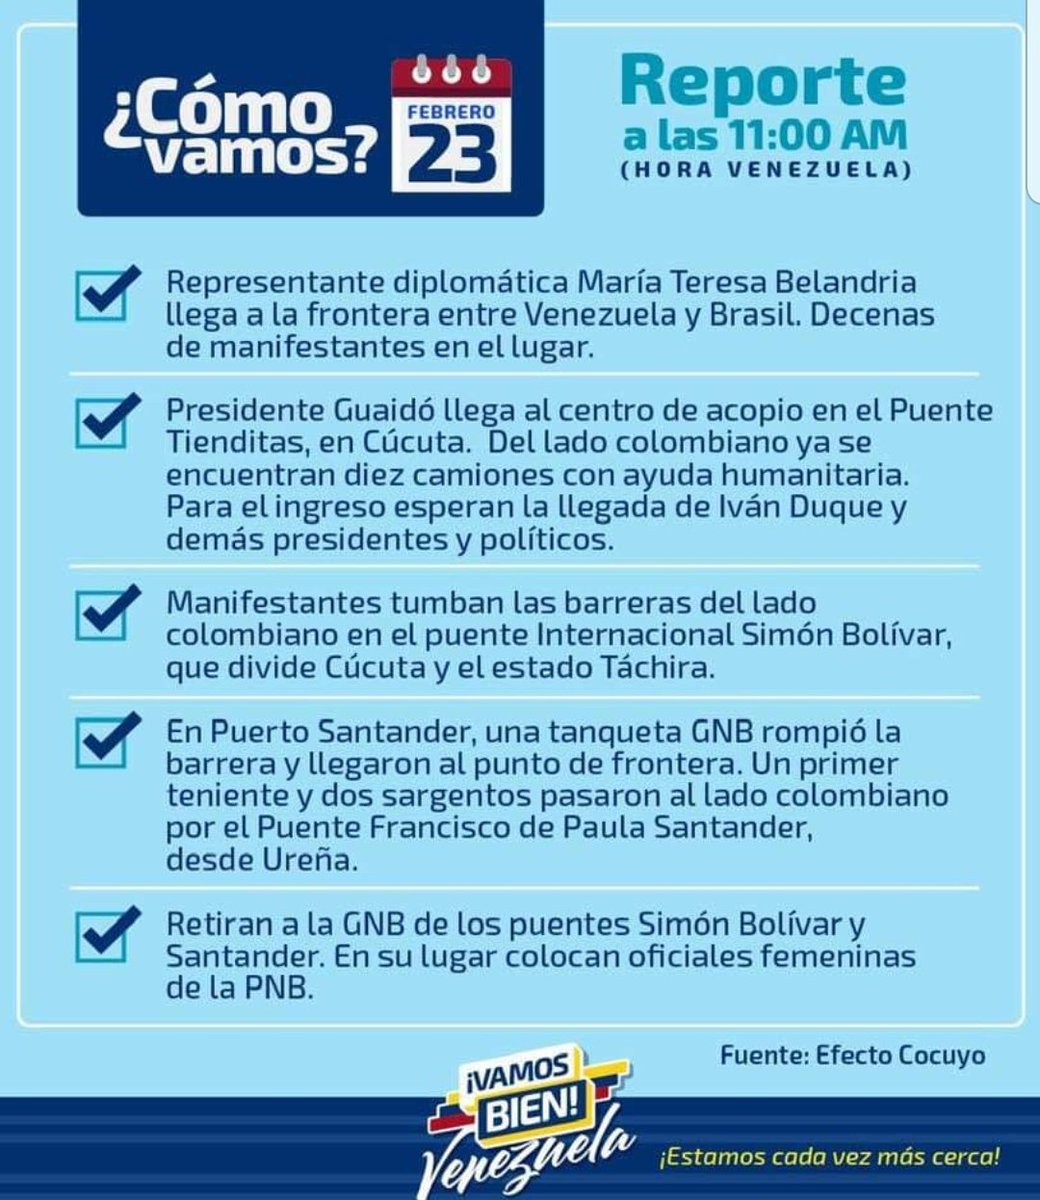 ¿Cómo
vamos?
FEBRERO
23
Reporte
a las 11:00 AM
(HORA VENEZUELA)
Representante diplomática María Teresa Belandria
llega a la frontera entre Venezuela y Brasil. Decenas
de manifestantes en el lugar.
Presidente Guaidó llega al centro de acopio en el Puente
Tienditas, en Cúcuta. Del lado colombiano ya se
encuentran diez camiones con ayuda humanitaria.
Para el ingreso esperan la llegada de Iván Duque y
demás presidentes y políticos.
Manifestantes tumban las barreras del lado
colombiano en el puente Internacional Simón Bolívar,
que divide Cúcuta y el estado Táchira.
En Puerto Santander, una tanqueta GNB rompió la
barrera y llegaron al punto de frontera. Un primer
teniente y dos sargentos pasaron al lado colombiano
por el Puente Francisco de Paula Santander,
desde Ureña.
Retiran a la GNB de los puentes Simón Bolívar y
Santander. En su lugar colocan oficiales femeninas
de la PNB.
Fuente: Efecto Cocuyo
¡VAMOS
BIEN!
Venezuela
¡Estamos cada vez más cerca!